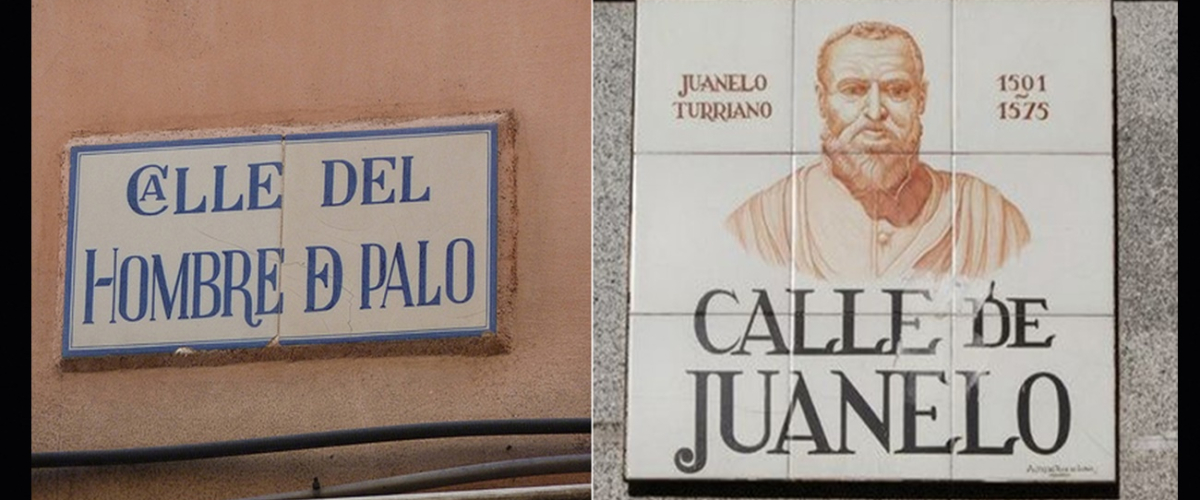 CALLE DEL
HOMBRE DE PALO
JUANELO
TURRIANO
1501
~
1575
CALLE DE
JUANELO